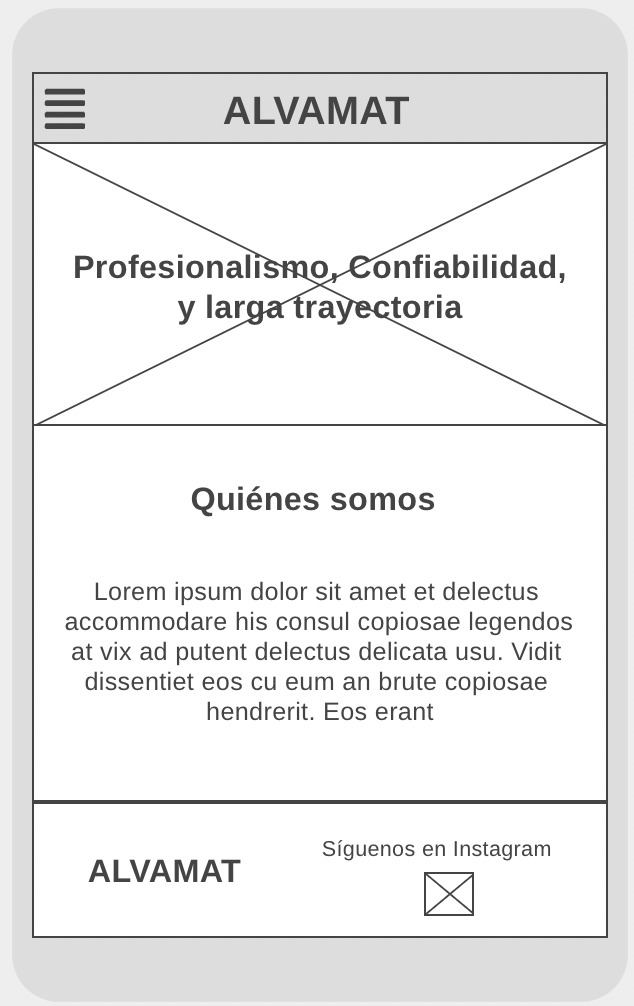 ALVAMAT
Profesionalismo, Confiabilidad,
y larga trayectoria
Quiénes somos
Lorem ipsum dolor sit amet et delectus
accommodare his consul copiosae legendos
at vix ad putent delectus delicata usu. Vidit
dissentiet eos cu eum an brute copiosae
hendrerit. Eos erant
ALVAMAT
Síguenos en Instagram